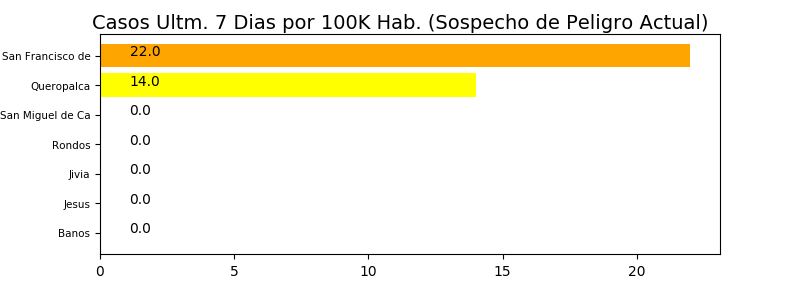 Casos Ultm. 7 Dias por 100K Hab. (Sospecho de Peligro Actual)
San Francisco de 22.0
Queropalca 14.0
San Miguel de Ca 0.0
Rondos 0.0
Jivia 0.0
Jesus 0.0
Banos 0.0
0 5 10 15 20